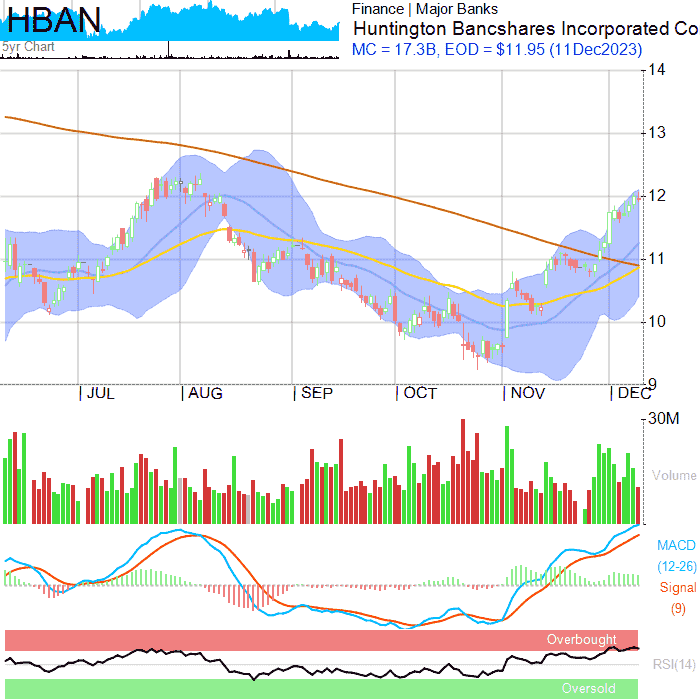 HBAN
5yr Chart
Finance | Major Banks
Huntington Bancshares Incorporated Co
MC = 17.3B, EOD = $11.95 (11Dec2023)
14
13
12
11
10
9
JUL
AUG
SEP
OCT
NOV
DEC
30M
Volume
MACD
(12-26)
Signal
(9)
Overbought
RSI(14)
Oversold